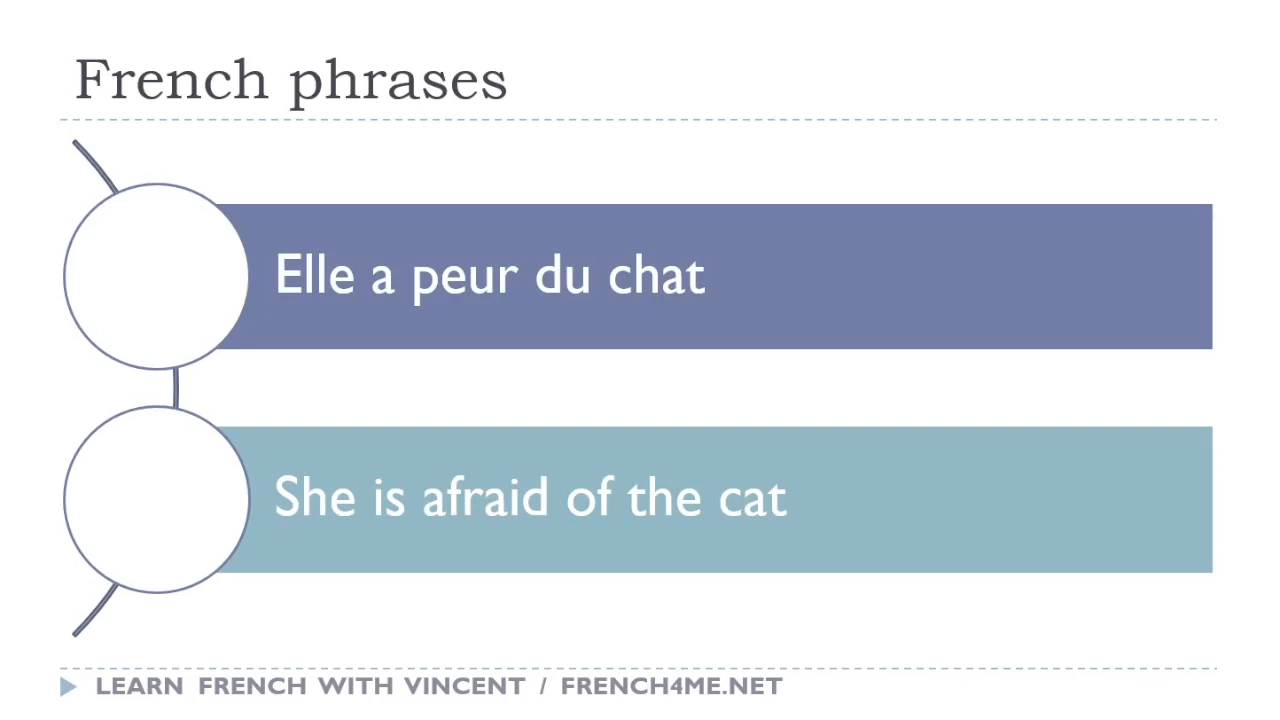 French phrases
Elle a peur du chat
She is afraid of the cat
LEARN FRENCH WITH VINCENT / FRENCH4ME.NET